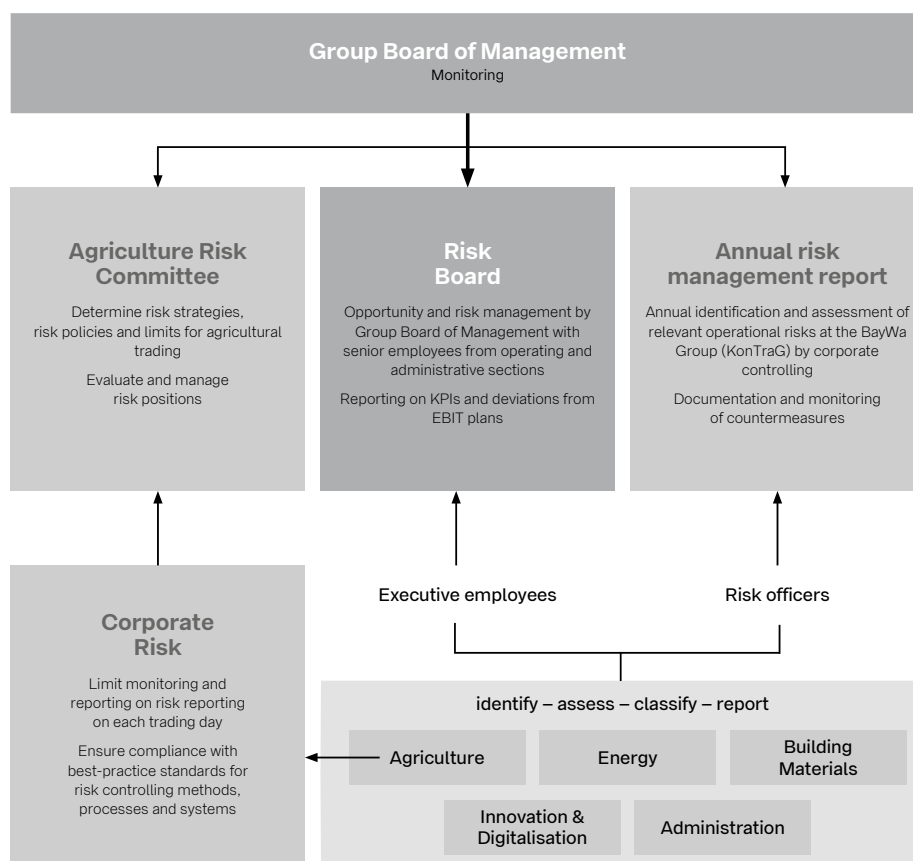 Group Board of Management
Monitoring
Agriculture Risk
Committee
Determine risk strategies,
risk policies and limits for agricultural
trading
Evaluate and manage
risk positions
Risk
Board
Opportunity and risk management by
Group Board of Management with
senior employees from operating and
administrative sections
Reporting on KPIs and deviations from
EBIT plans
Annual risk
management report
Annual identification and assessment of
relevant operational risks at the BayWa
Group (KonTraG) by corporate
controlling
Documentation and monitoring
of countermeasures
Corporate
Risk
Limit monitoring and
reporting on risk reporting
on each trading day
Ensure compliance with
best-practice standards for
risk controlling methods,
processes and systems
Executive employees
Risk officers
identify – assess – classify – report
Agriculture
Energy
Building
Materials
Innovation &
Digitalisation
Administration